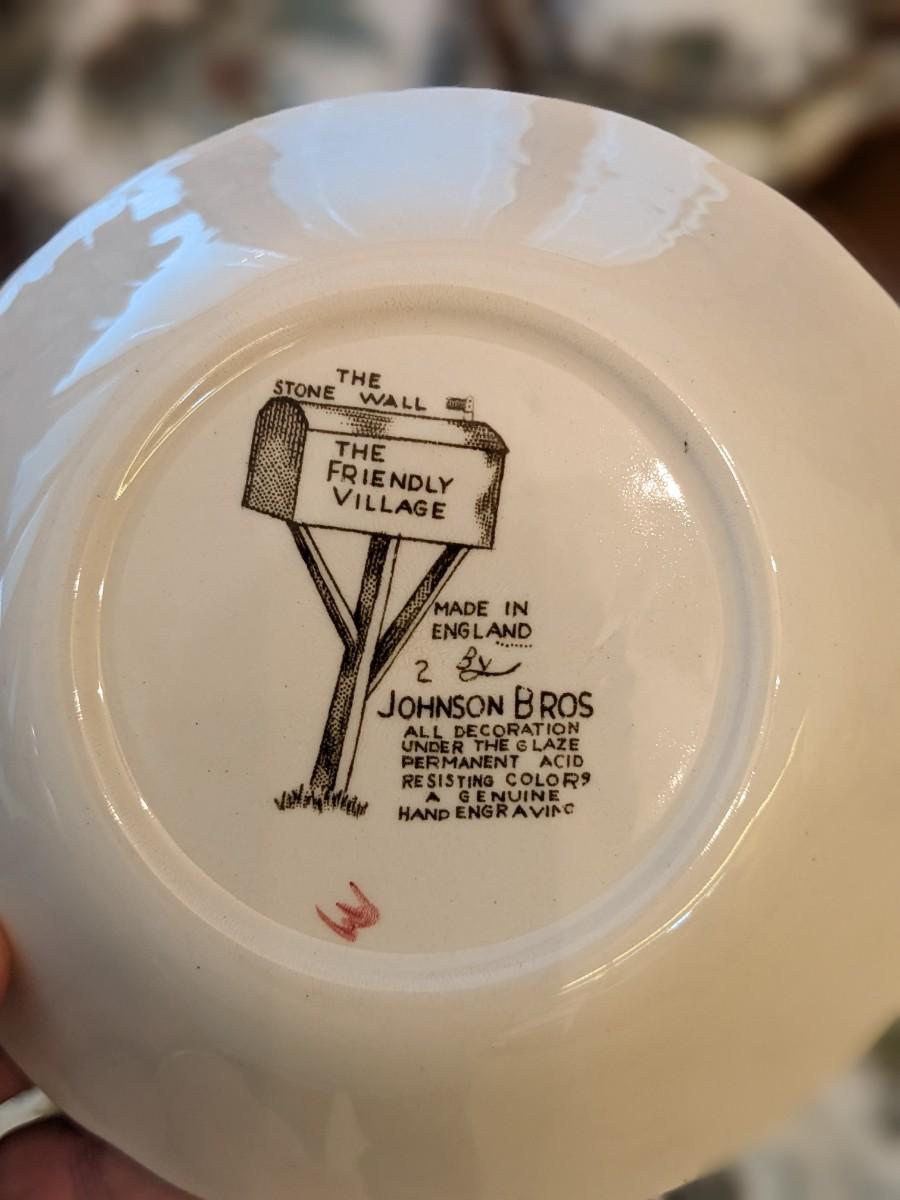 THE
STONE WALL
THE
FRIENDLY
VILLAGE
MADE IN
ENGLAND
2 By
JOHNSON BROS
ALL DECORATION
UNDER THE GLAZE
PERMANENT ACID
RESISTING COLORS
A GENUINE
HAND ENGRAVING